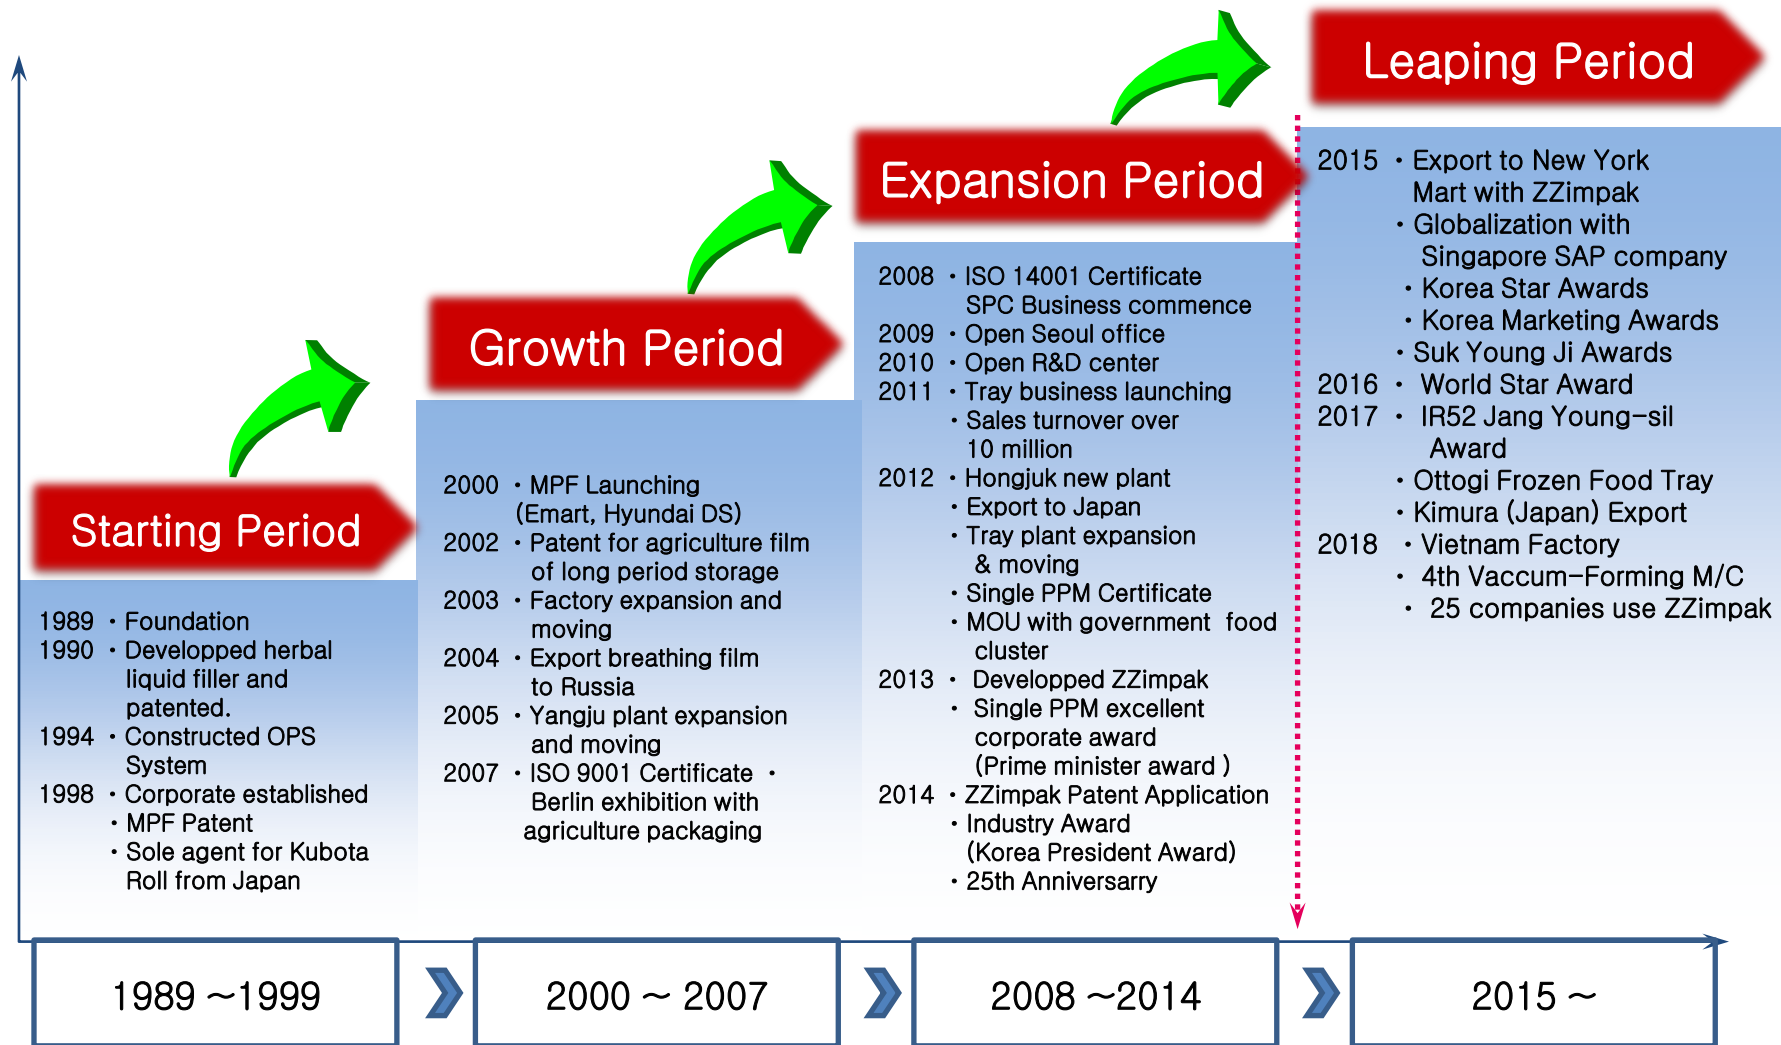 Starting Period
1989 · Foundation
1990 · Developped herbal
liquid filler and
patented.
1994 · Constructed OPS
System
1998 · Corporate established
· MPF Patent
· Sole agent for Kubota
Roll from Japan
1989 ~1999
Growth Period
2000 · MPF Launching
(Emart, Hyundai DS)
2002 · Patent for agriculture film
of long period storage
2003 · Factory expansion and
moving
2004 · Export breathing film
to Russia
2005 · Yangju plant expansion
and moving
2007 · ISO 9001 Certificate ·
Berlin exhibition with
agriculture packaging
2000 ~ 2007
Expansion Period
2008 · ISO 14001 Certificate
SPC Business commence
2009 · Open Seoul office
2010 · Open R&D center
2011 · Tray business launching
· Sales turnover over
10 million
2012 · Hongjuk new plant
· Export to Japan
· Tray plant expansion
& moving
· Single PPM Certificate
· MOU with government food
cluster
2013 · Developped ZZimpak
· Single PPM excellent
corporate award
(Prime minister award )
2014 · ZZimpak Patent Application
· Industry Award
(Korea President Award)
· 25th Anniversarry
2008 ~2014
Leaping Period
2015 · Export to New York
Mart with ZZimpak
· Globalization with
Singapore SAP company
· Korea Star Awards
· Korea Marketing Awards
· Suk Young Ji Awards
2016 · World Star Award
2017 · IR52 Jang Young-sil
Award
· Ottogi Frozen Food Tray
· Kimura (Japan) Export
2018 · Vietnam Factory
· 4th Vaccum-Forming M/C
· 25 companies use ZZimpak
2015 ~